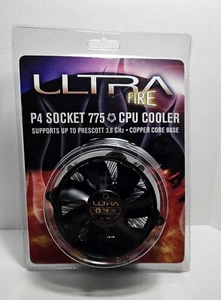 ULTRA
FIRE
P4 SOCKET 775 CPU COOLER
SUPPORTS UP TO PRESCOTT 3.8 GHz • COPPER CORE BASE
ULTRA